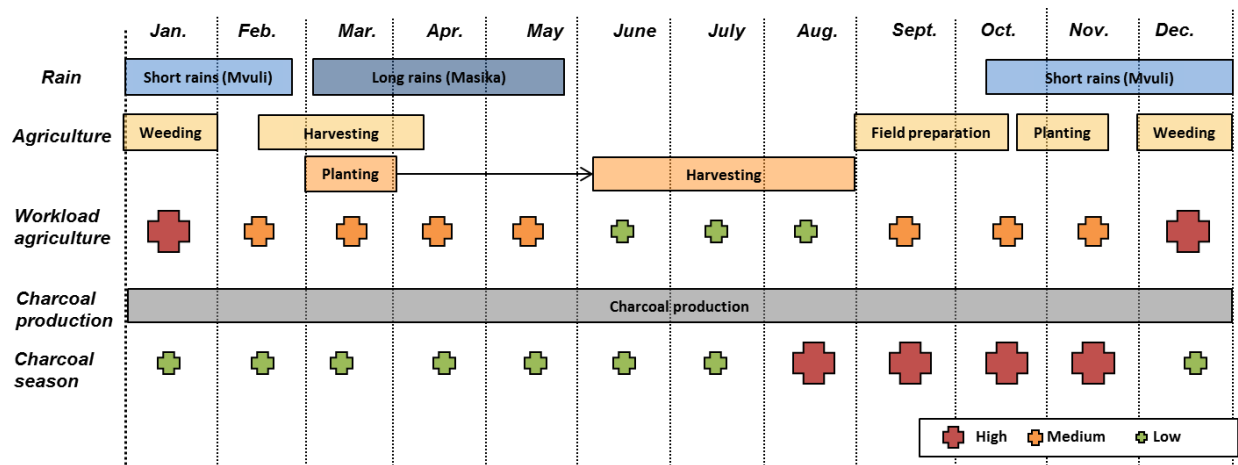 Jan. Feb. Mar. Apr. May June July Aug. Sept. Oct. Nov. Dec.
Rain
Short rains (Mvuli) Long rains (Masika) Short rains (Mvuli)
Agriculture
Weeding Harvesting Field preparation Planting Weeding
Planting Harvesting
Workload
agriculture
Charcoal
production
Charcoal production
Charcoal
season
High Medium Low